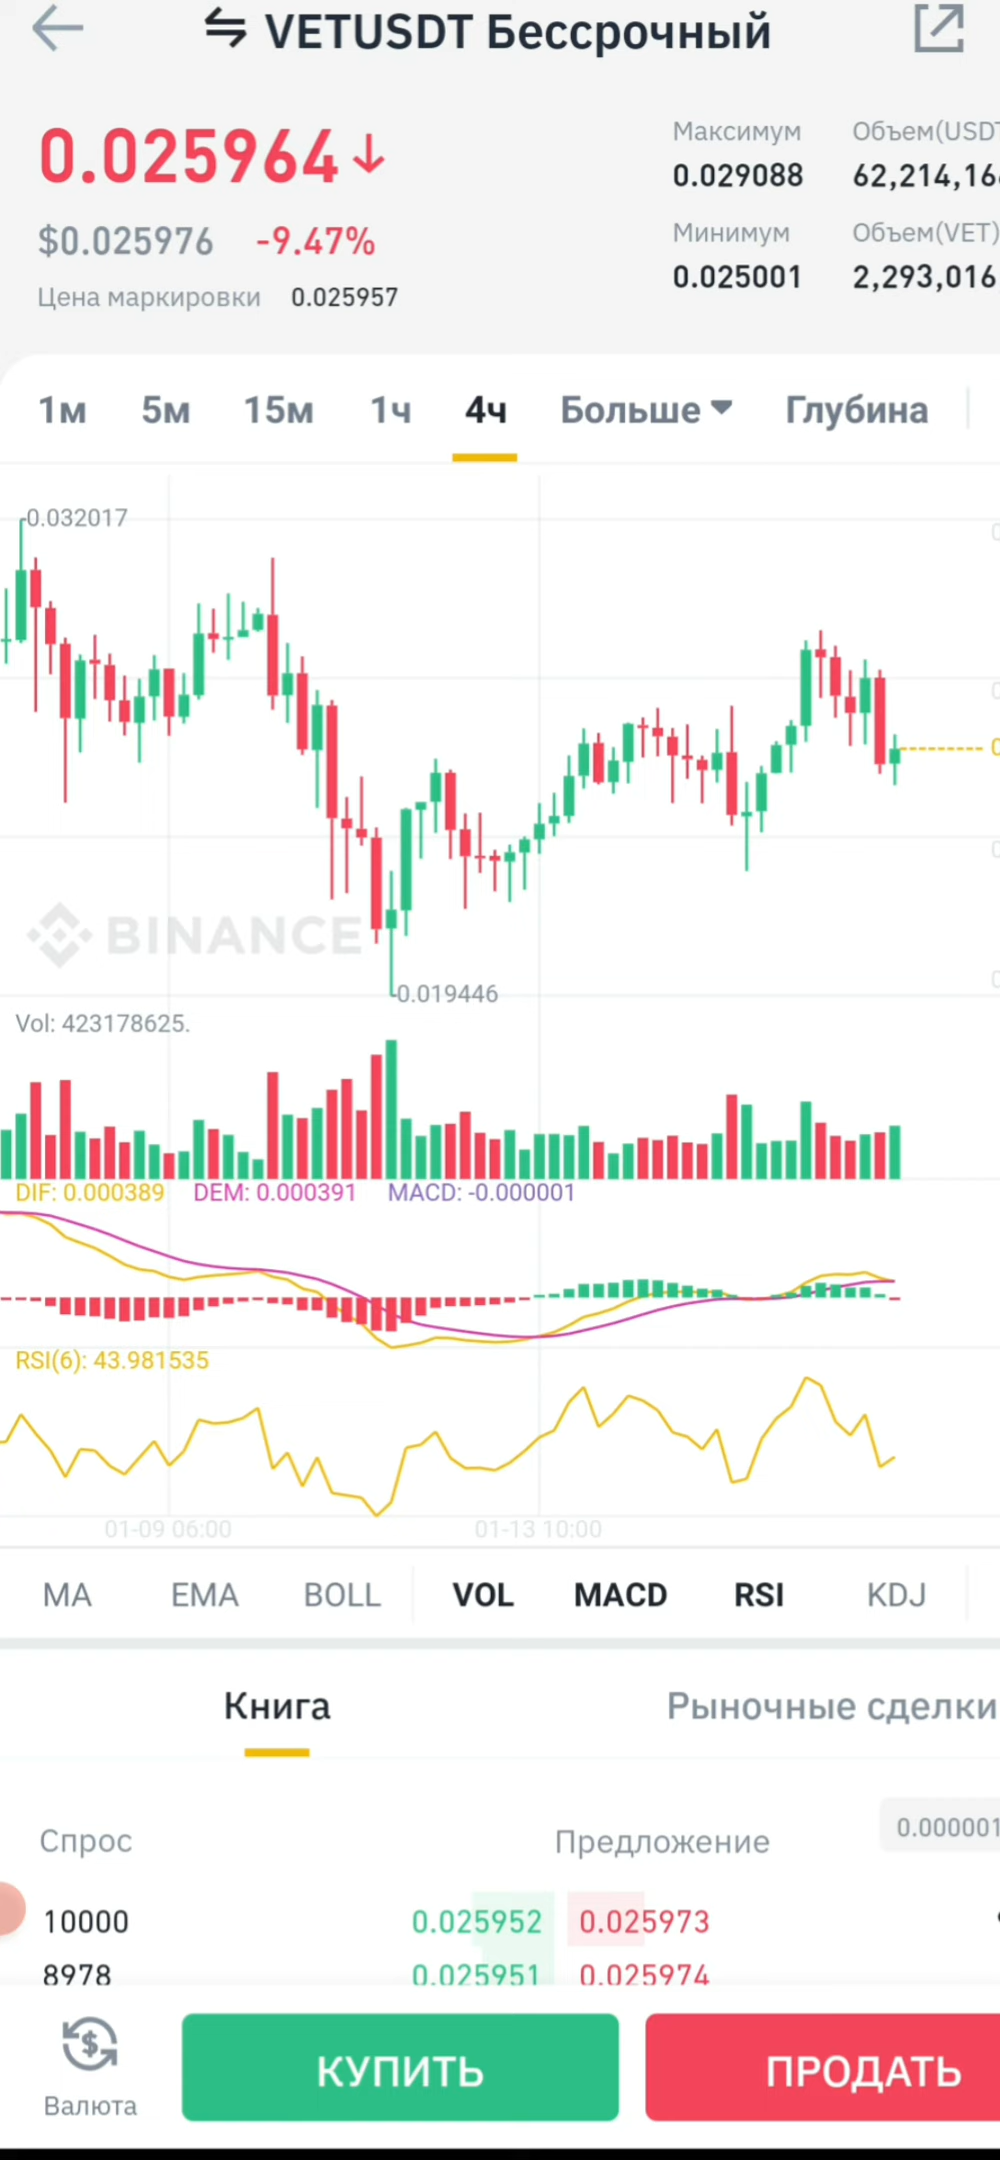 VETUSDT Бессрочный
0.025964↓
$0.025976 -9.47%
Цена маркировки 0.025957
Максимум
0.029088
Минимум
0.025001
Объем(USDT
62,214,16
Объем(VET)
2,293,016
1м 5м 15м 1ч 4ч Больше Глубина
0.032017
BINANCE
0.019446
Vol: 423178625.
DIF: 0.000389 DEM: 0.000391 MACD: -0.000001
RSI(6): 43.981535
01-09 06:00 01-13 10:00
MA EMA BOLL VOL MACD RSI KDJ
Книга Рыночные сделки
Спрос Предложение 0.000001
10000 0.025952 0.025973
8978 0.025951 0.025974
Валюта КУПИТЬ ПРОДАТЬ